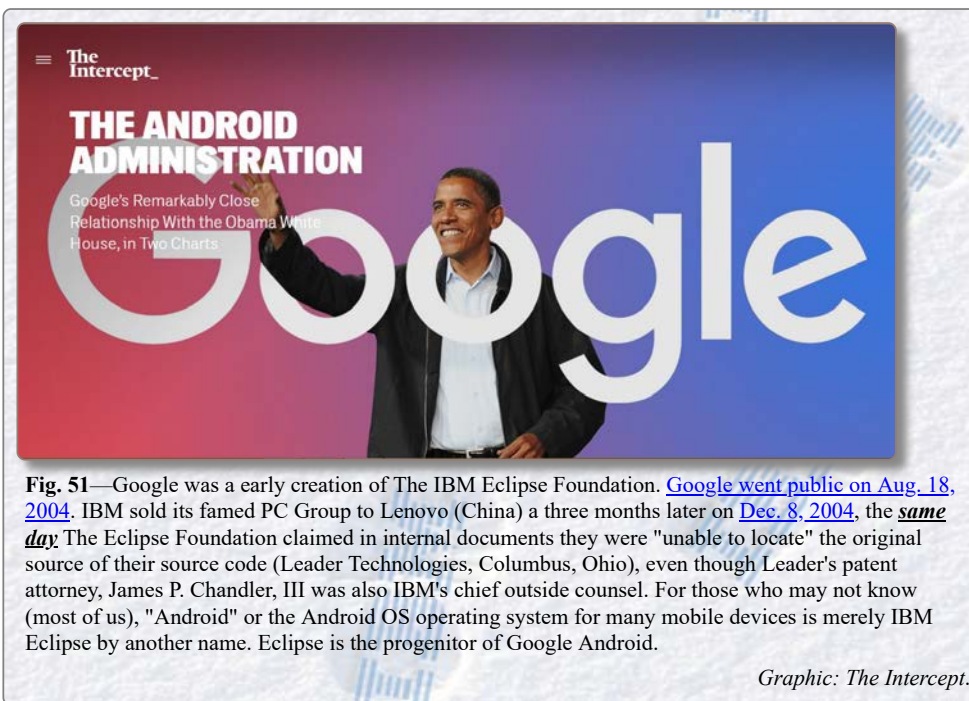 The
Intercept_
THE ANDROID
ADMINISTRATION
Google's Remarkably Close
Relationship With the Obama White
House, in Two Charts
Google
Fig. 51—Google was a early creation of The IBM Eclipse Foundation. Google went public on Aug. 18,
2004. IBM sold its famed PC Group to Lenovo (China) a three months later on Dec. 8, 2004, the same
day The Eclipse Foundation claimed in internal documents they were "unable to locate" the original
source of their source code (Leader Technologies, Columbus, Ohio), even though Leader's patent
attorney, James P. Chandler, III was also IBM's chief outside counsel. For those who may not know
(most of us), "Android" or the Android OS operating system for many mobile devices is merely IBM
Eclipse by another name. Eclipse is the progenitor of Google Android.
Graphic: The Intercept.